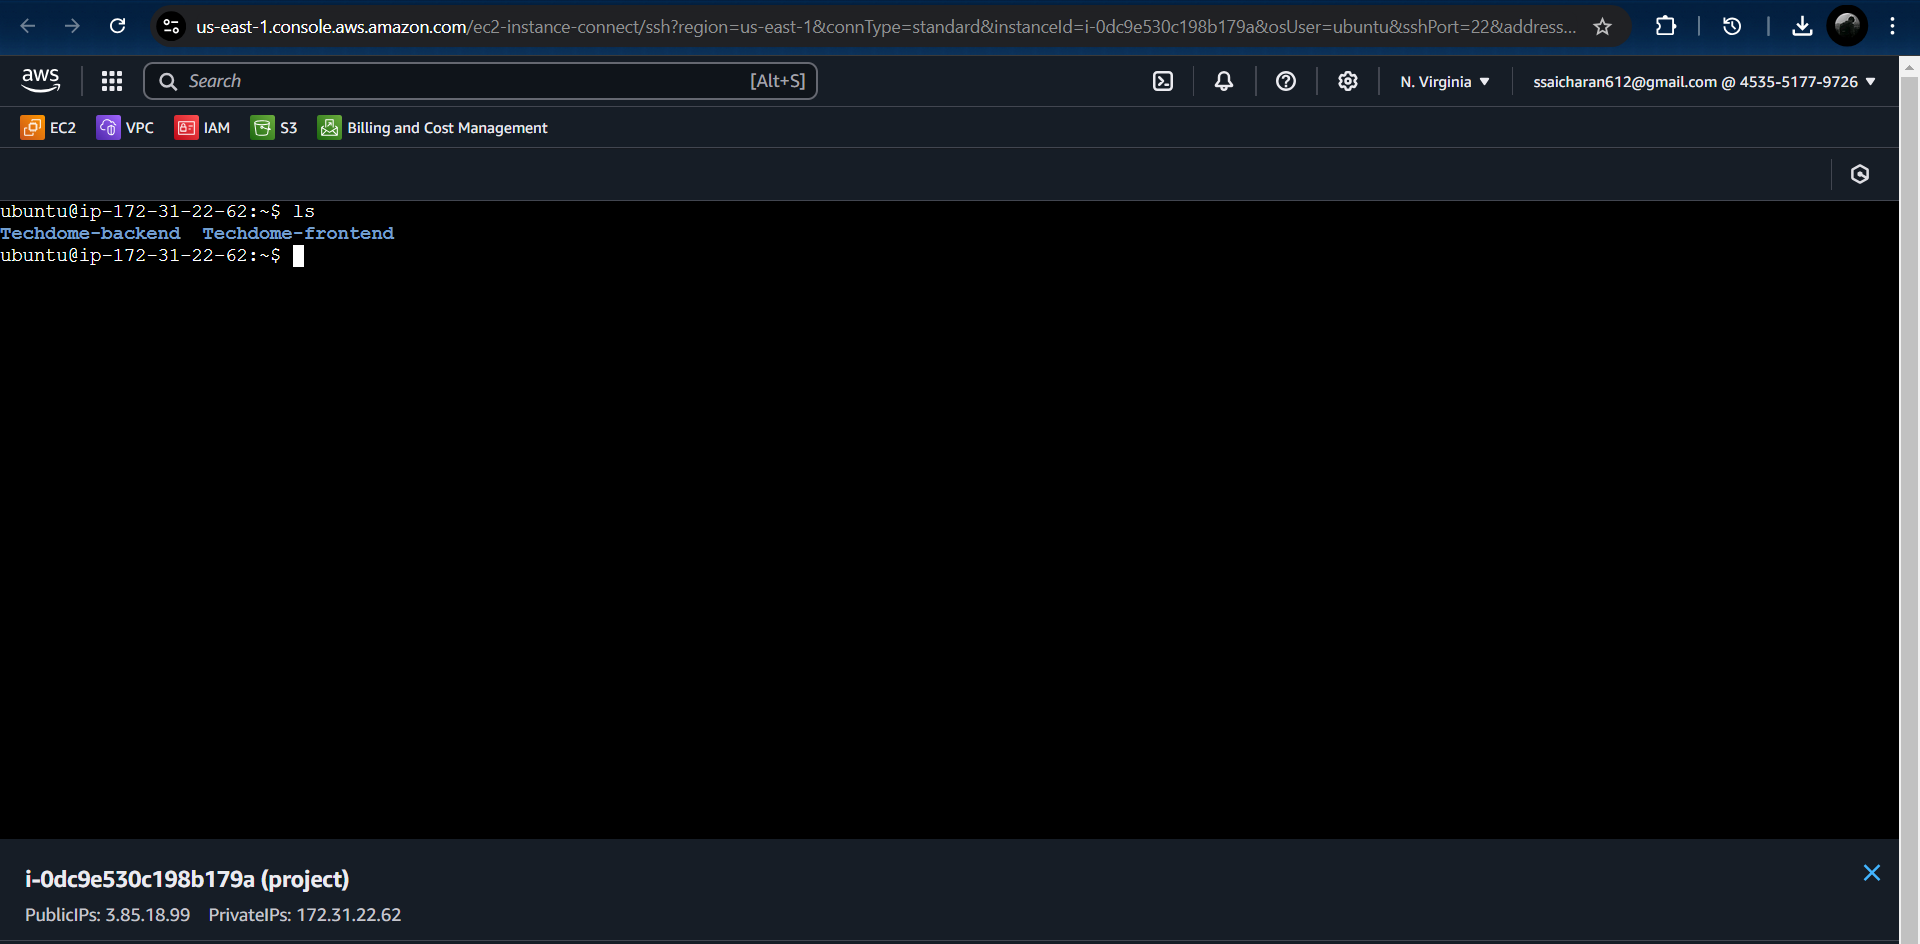 us-east-1.console.aws.amazon.com/ec2-instance-connect/ssh?region=us-east-1&connType=standard&instanceId=i-0dc9e530c198b179a&osUser=ubuntu&sshPort=22&address...
aws Search [Alt+S] N. Virginia ssaicharan612@gmail.com @ 4535-5177-9726
EC2 VPC IAM S3 Billing and Cost Management
ubuntu@ip-172-31-22-62:~$ ls
Techdome-backend Techdome-frontend
ubuntu@ip-172-31-22-62:~$
i-0dc9e530c198b179a (project)
PublicIPs: 3.85.18.99 PrivateIPs: 172.31.22.62